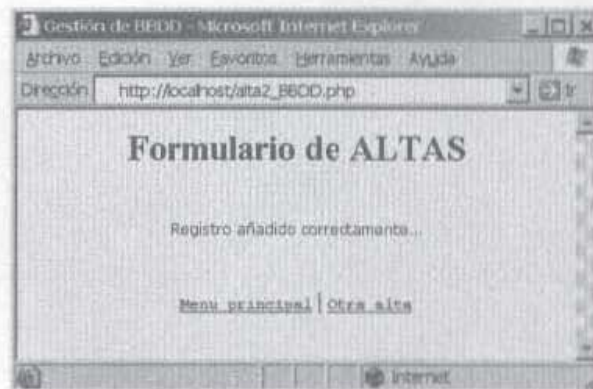 Gestión de BBDD - Microsoft Internet Explorer
Archivo Edición Ver Favoritos Herramientas Ayuda
Dirección http://localhost/alta2_BBDD.php Ir
Formulario de ALTAS
Registro añadido correctamente...
Menu principal | Otra alta
Internet